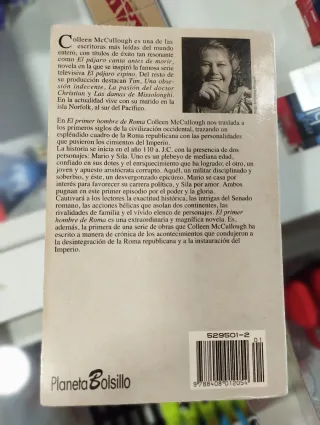 Colleen McCullough es una de las
escritoras más leídas del mundo
entero, con títulos de éxito tan resonante
como El pájaro canta antes de morir,
novela en la que se inspiró la famosa serie
televisiva El pájaro espino. Del resto de
su producción destacan Tim, Una obse-
sión indecente, La pasión del doctor
Christian y Las damas de Missalonghi.
En la actualidad vive con su marido en la
isla Norfolk, al sur del Pacífico.
En El primer hombre de Roma Colleen McCullough nos traslada a
los primeros siglos de la civilización occidental, trazando un
espléndido cuadro de la Roma republicana con las personalidades
que pusieron los cimientos del Imperio.
La historia se inicia en el año 110 a. J.C. con la presencia de dos
personajes: Mario y Sila. Uno es un plebeyo de mediana edad,
confiado en sus dotes y el enriquecimiento que ha logrado; el otro, un
joven y apuesto aristócrata corrupto. Aquél, un militar disciplinado y
soberbio, y éste, un desvergonzado epicúreo. Mario se casa por
interés para favorecer su carrera política, y Sila por amor. Ambos
pugnan en este primer episodio por el poder y la gloria.
Cautivará a los lectores la exactitud histórica, las intrigas del Senado
romano, las acciones bélicas que asolan dos continentes, las
rivalidades de familia y el vívido elenco de personajes. El primer
hombre de Roma es una extraordinaria y magnífica novela. Es,
además, la primera de una serie de obras que Colleen McCullough ha
escrito a manera de crónica de los acontecimientos que condujeron a
la desintegración de la Roma republicana y a la instauración del
Imperio.
529501-2
01
9788408012054
Planeta Bolsillo